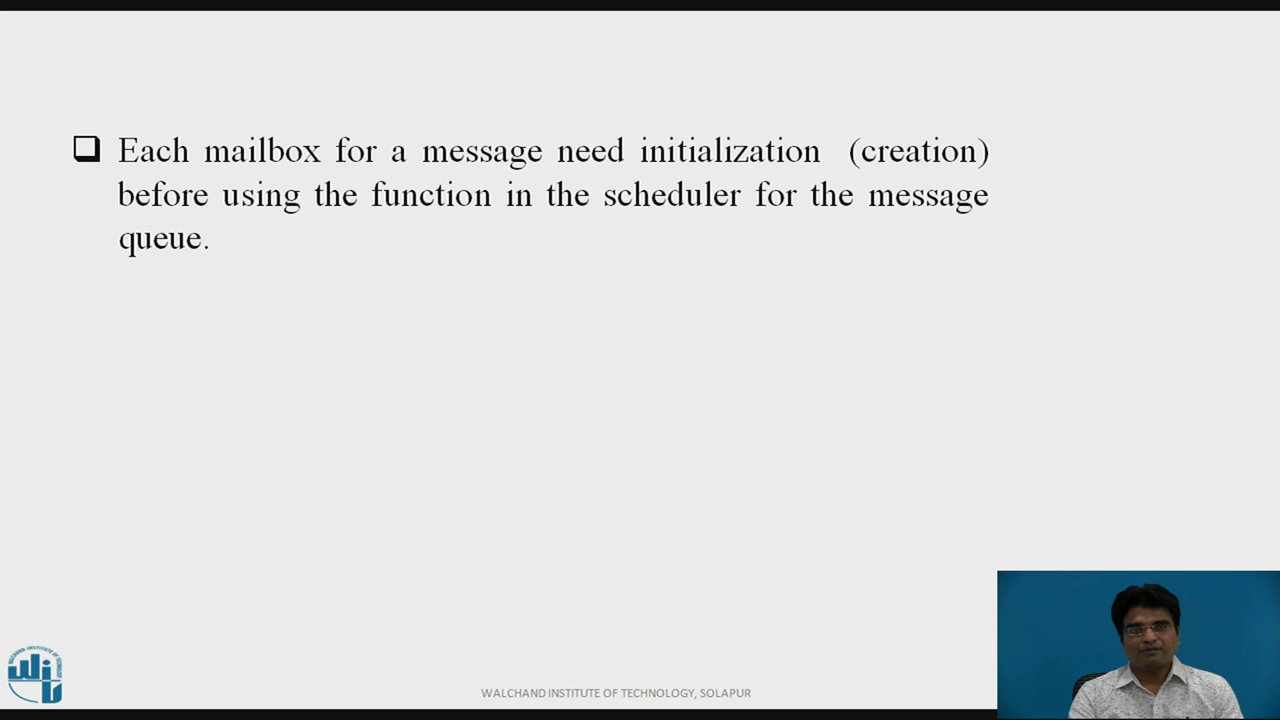 Each mailbox for a message need initialization (creation)
before using the function in the scheduler for the message
queue.
WALCHAND INSTITUTE OF TECHNOLOGY, SOLAPUR